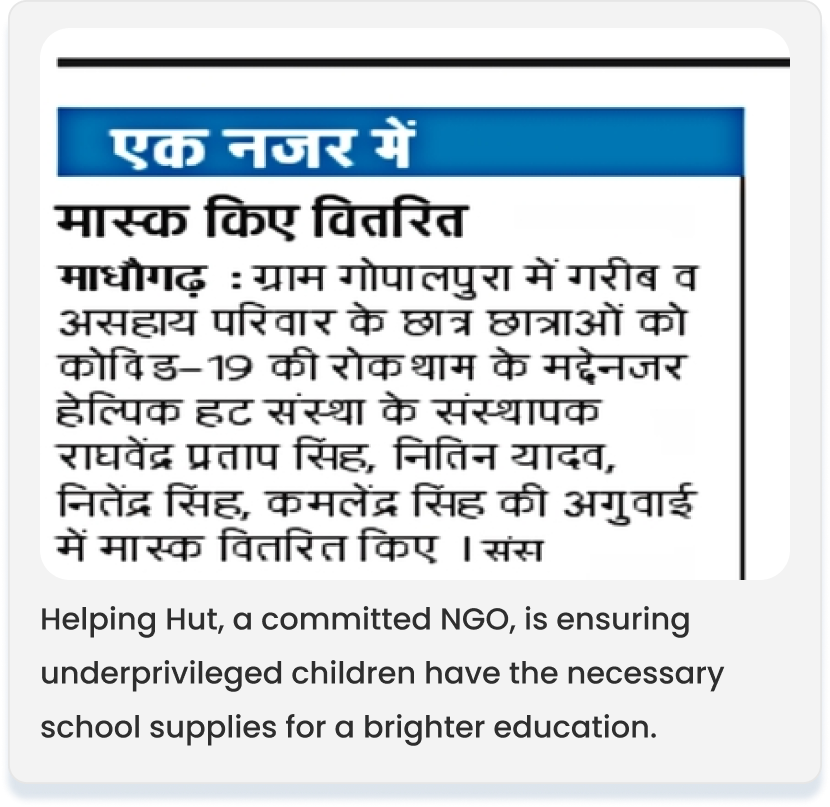 एक नजर में
मास्क किए वितरित
माधौगढ़ : ग्राम गोपालपुरा में गरीब व
असहाय परिवार के छात्र छात्राओं को
कोविड-19 की रोकथाम के मद्देनजर
हेल्पिक हट संस्था के संस्थापक
राघवेंद्र प्रताप सिंह, नितिन यादव,
नितेंद्र सिंह, कमलेंद्र सिंह की अगुवाई
में मास्क वितरित किए । संस
Helping Hut, a committed NGO, is ensuring
underprivileged children have the necessary
school supplies for a brighter education.